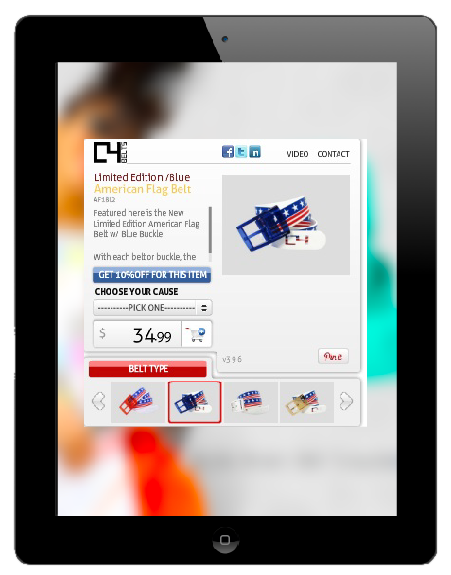 C4 BELTS
VIDEO CONTACT
Limited Edition /Blue
American Flag Belt
Featured here is the New
Limited Edition American Flag
Belt w/ Blue Buckle
With each belt or buckle, the
GET 10% OFF FOR THIS ITEM
CHOOSE YOUR CAUSE
----------PICK ONE----------
$ 34.99
v3.9.6
Pin it
BELT TYPE